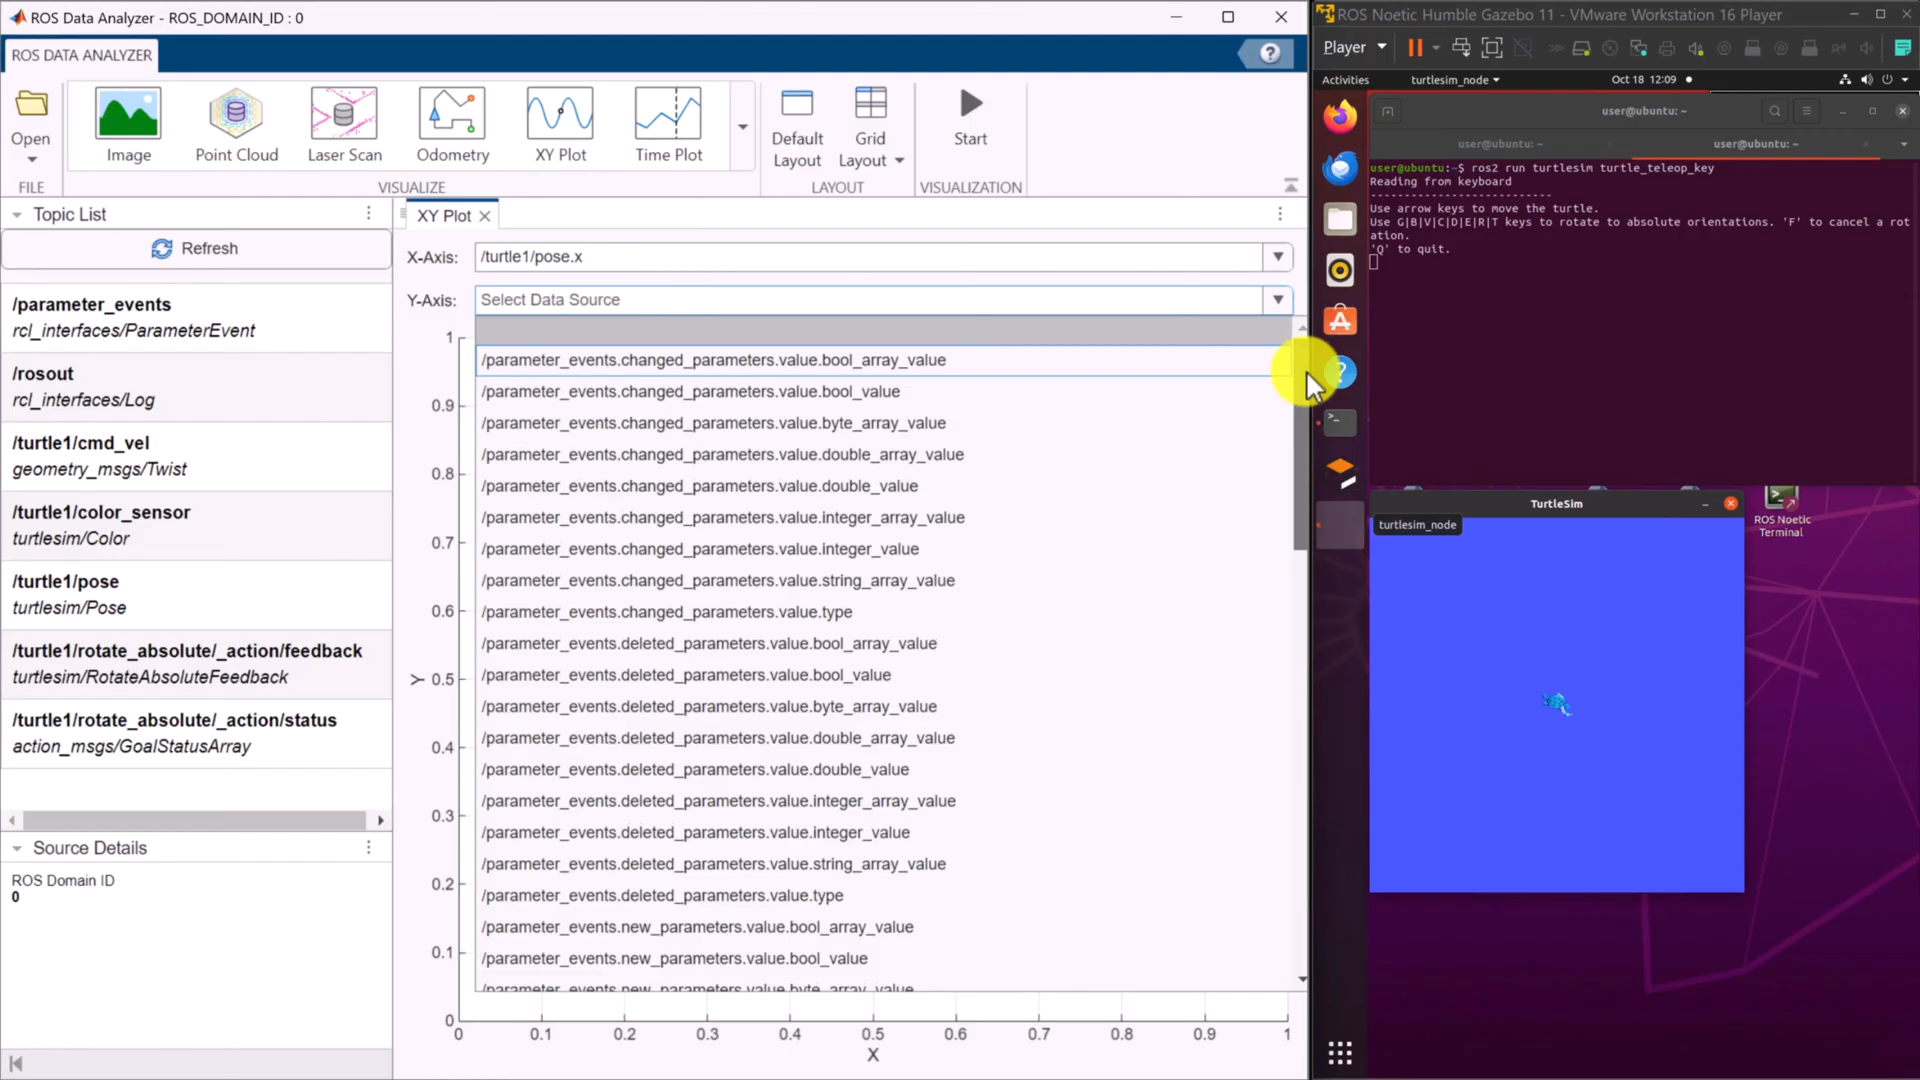 ROS Data Analyzer - ROS_DOMAIN_ID : 0
ROS DATA ANALYZER
Open
Image
Point Cloud
Laser Scan
Odometry
XY Plot
Time Plot
Default Layout
Grid Layout
Start
FILE
VISUALIZE
LAYOUT
VISUALIZATION
Topic List
Refresh
/parameter_events
rcl_interfaces/ParameterEvent
/rosout
rcl_interfaces/Log
/turtle1/cmd_vel
geometry_msgs/Twist
/turtle1/color_sensor
turtlesim/Color
/turtle1/pose
turtlesim/Pose
/turtle1/rotate_absolute/_action/feedback
turtlesim/RotateAbsoluteFeedback
/turtle1/rotate_absolute/_action/status
action_msgs/GoalStatusArray
Source Details
ROS Domain ID
0
XY Plot
X-Axis: /turtle1/pose.x
Y-Axis: Select Data Source
/parameter_events.changed_parameters.value.bool_array_value
/parameter_events.changed_parameters.value.bool_value
/parameter_events.changed_parameters.value.byte_array_value
/parameter_events.changed_parameters.value.double_array_value
/parameter_events.changed_parameters.value.double_value
/parameter_events.changed_parameters.value.integer_array_value
/parameter_events.changed_parameters.value.integer_value
/parameter_events.changed_parameters.value.string_array_value
/parameter_events.changed_parameters.value.type
/parameter_events.deleted_parameters.value.bool_array_value
/parameter_events.deleted_parameters.value.bool_value
/parameter_events.deleted_parameters.value.byte_array_value
/parameter_events.deleted_parameters.value.double_array_value
/parameter_events.deleted_parameters.value.double_value
/parameter_events.deleted_parameters.value.integer_array_value
/parameter_events.deleted_parameters.value.integer_value
/parameter_events.deleted_parameters.value.string_array_value
/parameter_events.deleted_parameters.value.type
/parameter_events.new_parameters.value.bool_array_value
/parameter_events.new_parameters.value.bool_value
/parameter_events.new_parameters.value.byte_array_value
1
0.9
0.8
0.7
0.6
Y 0.5
0.4
0.3
0.2
0.1
0
0 0.1 0.2 0.3 0.4 0.5 0.6 0.7 0.8 0.9 1
X
ROS Noetic Humble Gazebo 11 - VMware Workstation 16 Player
Player
Activities
turtlesim_node
Oct 18 12:09
user@ubuntu: ~
user@ubuntu: ~
user@ubuntu: ~
user@ubuntu:~$ ros2 run turtlesim turtle_teleop_key
Reading from keyboard
---------------------------
Use arrow keys to move the turtle.
Use G|B|V|C|D|E|R|T keys to rotate to absolute orientations. 'F' to cancel a rot
ation.
'Q' to quit.
TurtleSim
turtlesim_node
ROS Noetic
Terminal